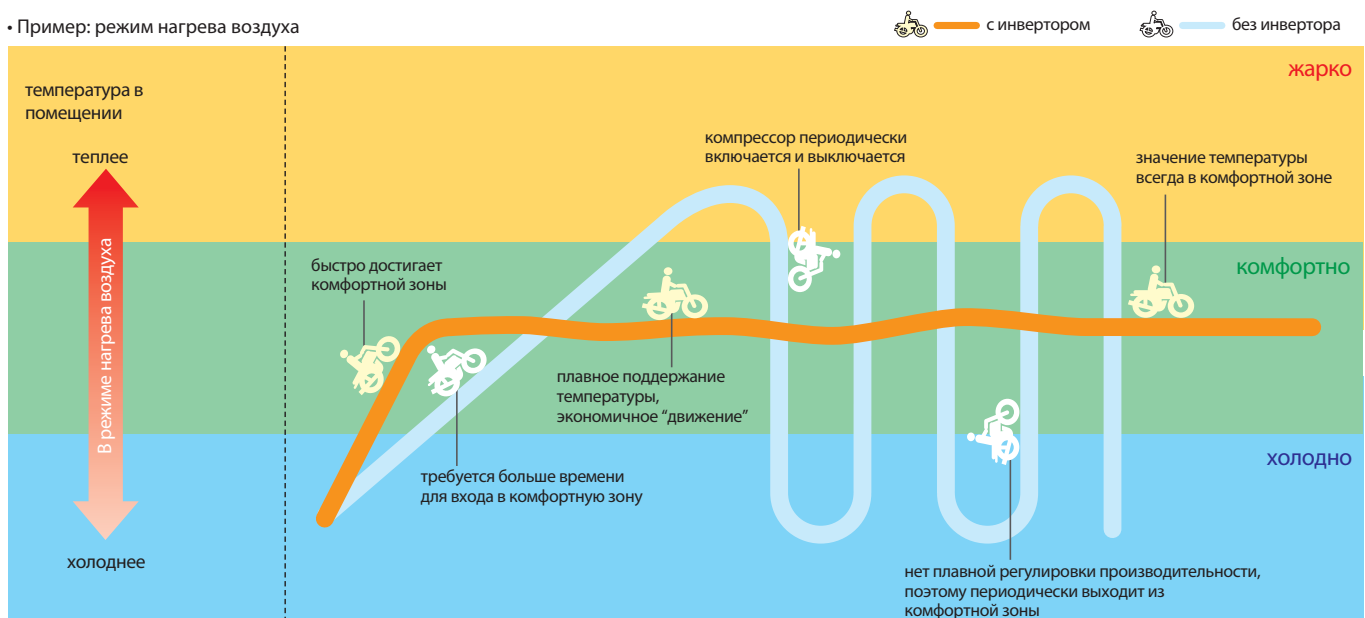 • Пример: режим нагрева воздуха
с инвертором
без инвертора
жарко
температура в
помещении
теплее
В режиме нагрева воздуха
холоднее
компрессор периодически
включается и выключается
значение температуры
всегда в комфортной зоне
быстро достигает
комфортной зоны
комфортно
плавное поддержание
температуры,
экономичное “движение”
требуется больше времени
для входа в комфортную зону
холодно
нет плавной регулировки производительности,
поэтому периодически выходит из
комфортной зоны